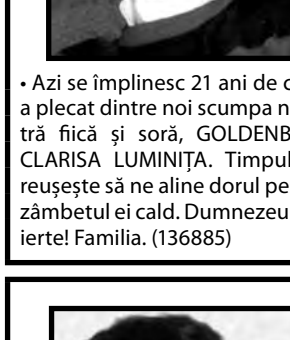 • Azi se împlinesc 21 ani de
a plecat dintre noi scumpa
tră fiică și soră,
CLARISA LUMINIȚA. Timpul
reușește să ne aline dorul pe
zâmbetul ei cald. Dumnezeu
ierte! Familia. (136885)